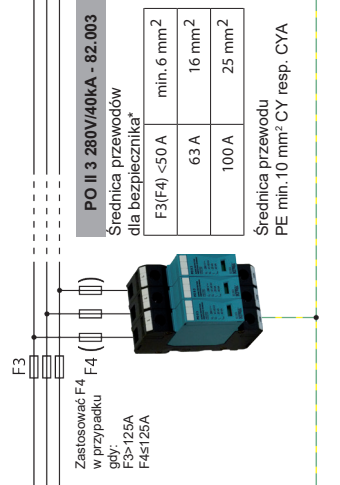 PO II 3 280V/40kA - 82.003
Średnica przewodów
dla bezpiecznika*
F3(F4) <50 A min. 6 mm²
63 A 16 mm²
100 A 25 mm²
Średnica przewodu
PE min.10 mm² CY resp. CYA
F3
F4
Zastosować F4
w przypadku
gdy:
F3>125A
F4≤125A